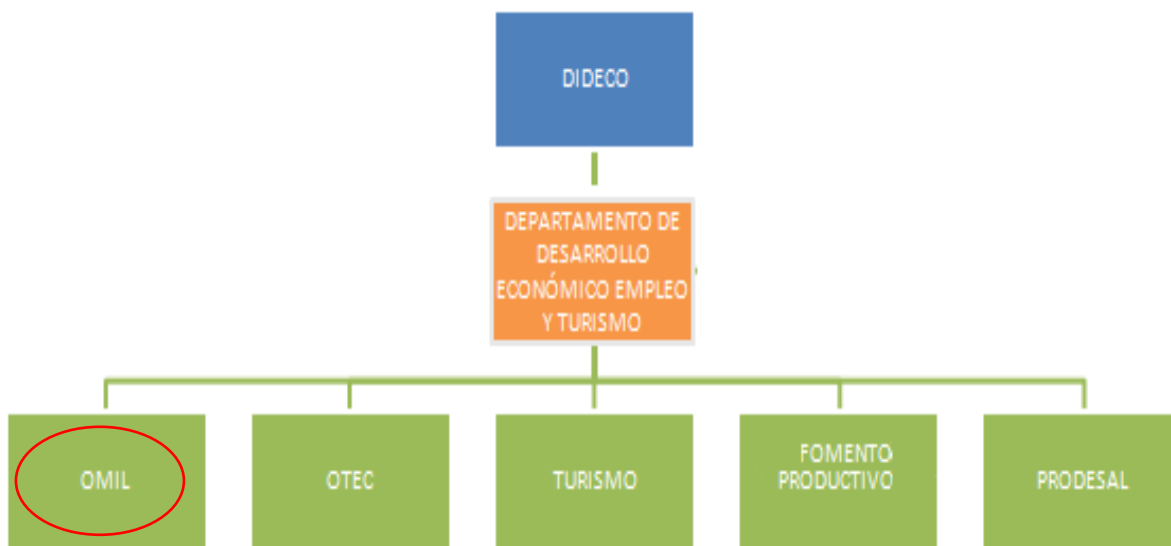 DIDECO
DEPARTAMENTO DE
DESARROLLO
ECONÓMICO EMPLEO
Y TURISMO
OMIL
OTEC
TURISMO
FOMENTO
PRODUCTIVO
PRODESAL